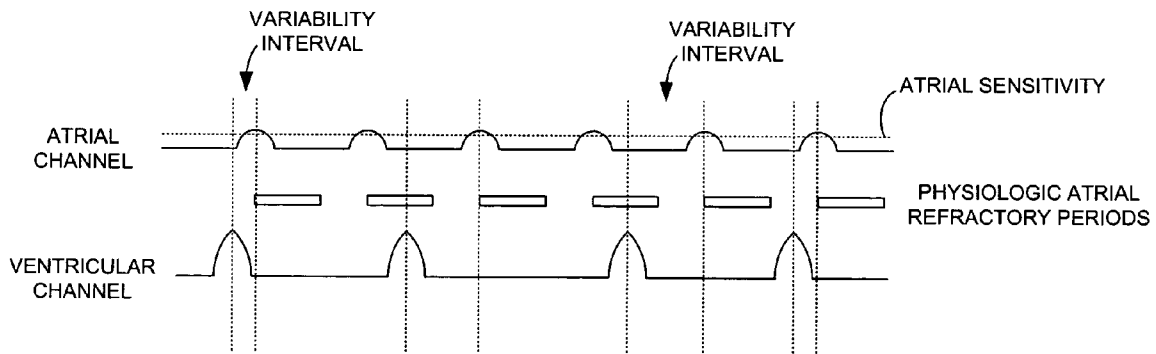 VARIABILITY
INTERVAL
VARIABILITY
INTERVAL
ATRIAL SENSITIVITY
ATRIAL
CHANNEL
PHYSIOLOGIC ATRIAL
REFRACTORY PERIODS
VENTRICULAR
CHANNEL